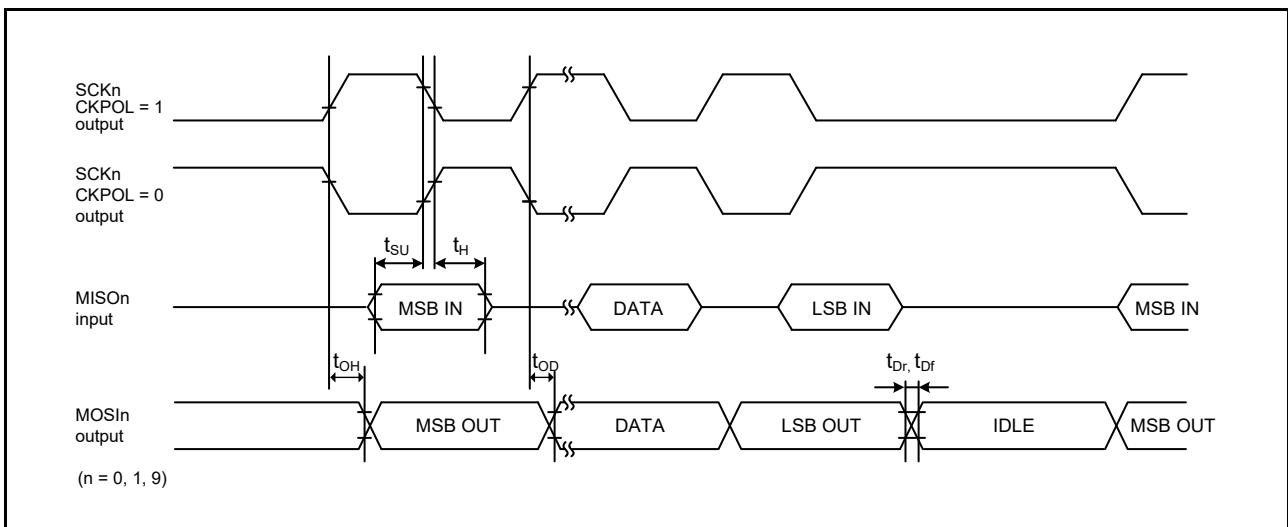 SCKn
CKPOL = 1
output
SCKn
CKPOL = 0
output
tSU
tH
MISOn
input
MSB IN
DATA
LSB IN
MSB IN
tOH
tOD
tDr, tDf
MOSIn
output
MSB OUT
DATA
LSB OUT
IDLE
MSB OUT
(n = 0, 1, 9)